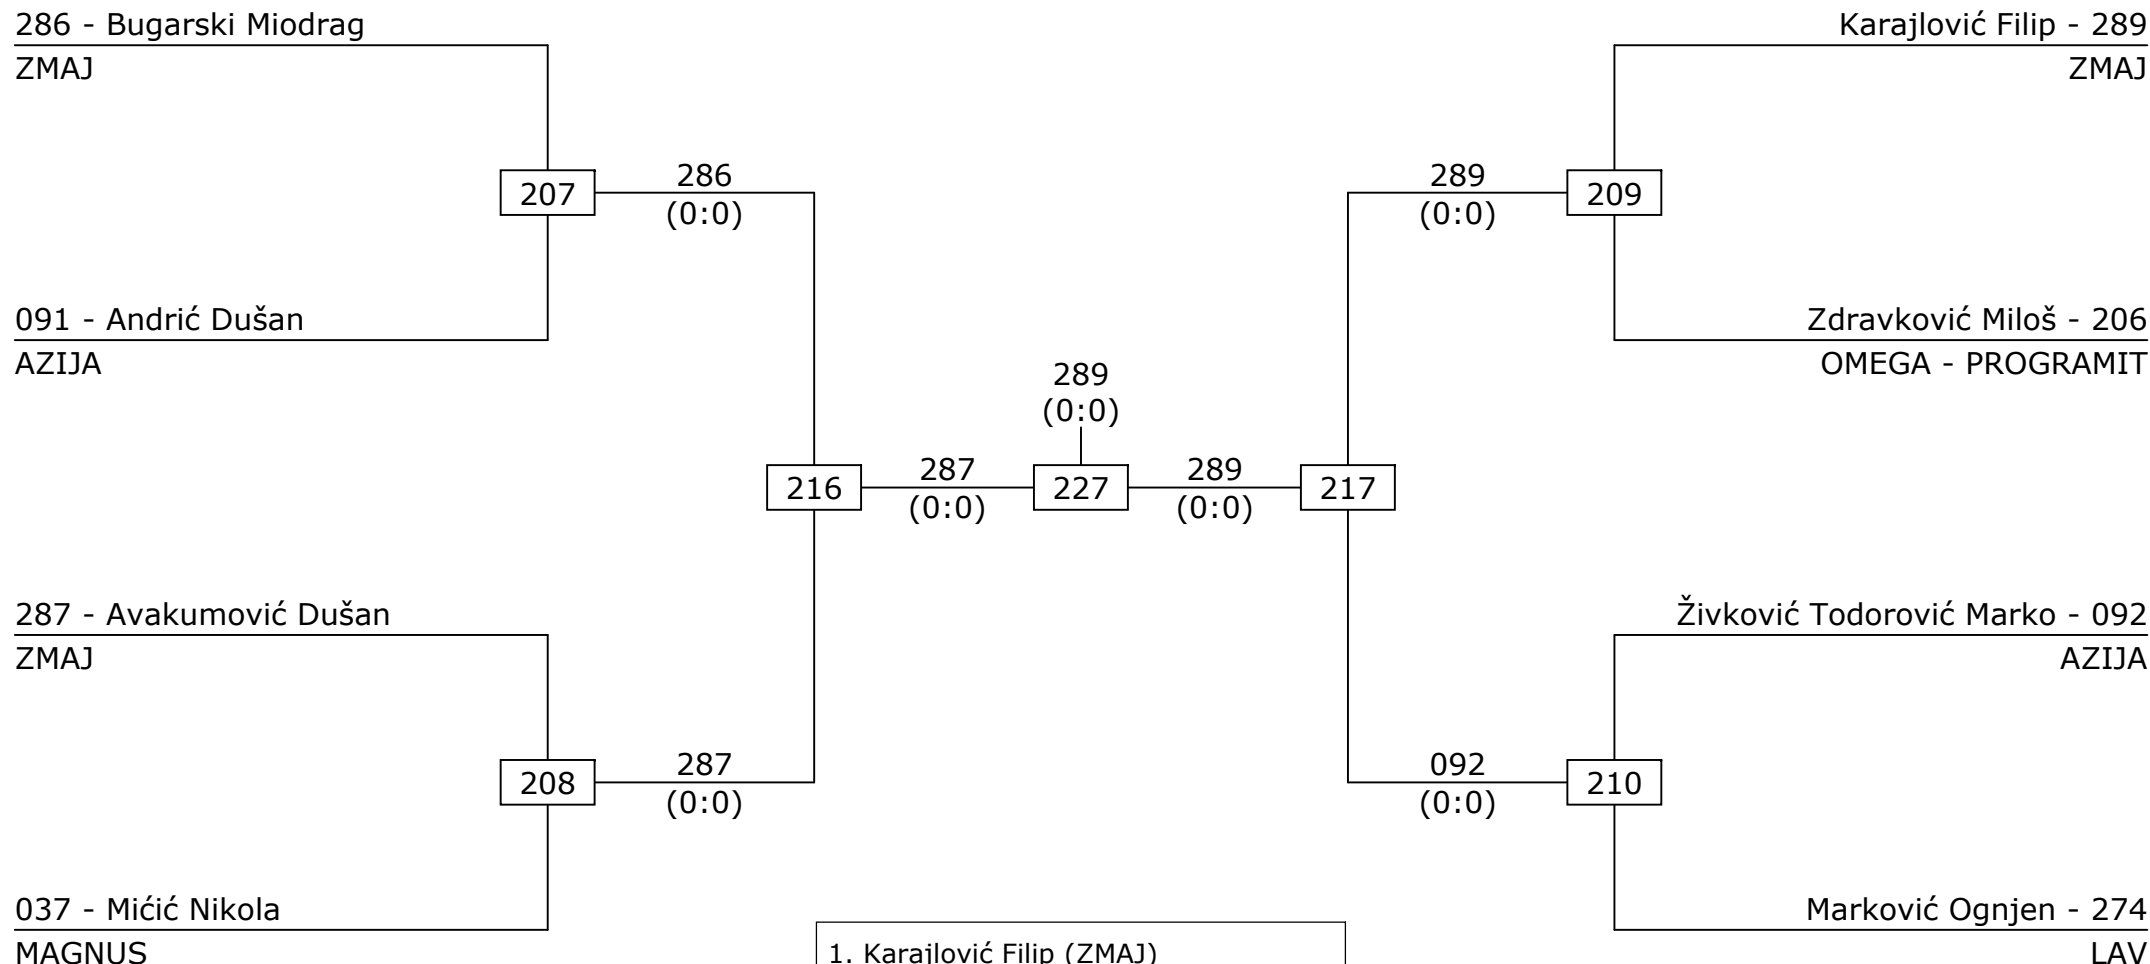 286 - Bugarski Miodrag
ZMAJ
Karajlović Filip - 289
ZMAJ
207
286
(0:0)
289
(0:0)
209
091 - Andrić Dušan
AZIJA
Zdravković Miloš - 206
OMEGA - PROGRAMIT
289
(0:0)
216
287
(0:0)
227
289
(0:0)
217
287 - Avakumović Dušan
ZMAJ
Živković Todorović Marko - 092
AZIJA
208
287
(0:0)
092
(0:0)
210
037 - Mićić Nikola
MAGNUS
Marković Ognjen - 274
LAV
1. Karajlović Filip (ZMAJ)